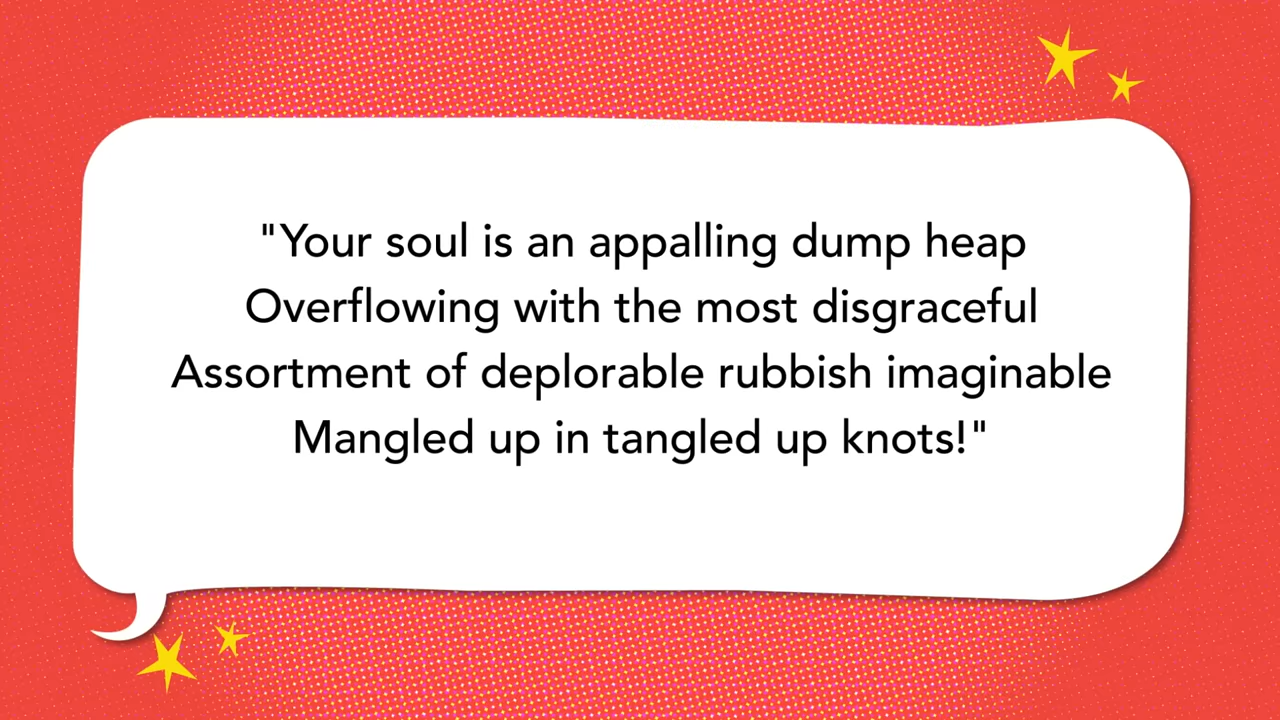 "Your soul is an appalling dump heap
Overflowing with the most disgraceful
Assortment of deplorable rubbish imaginable
Mangled up in tangled up knots!"